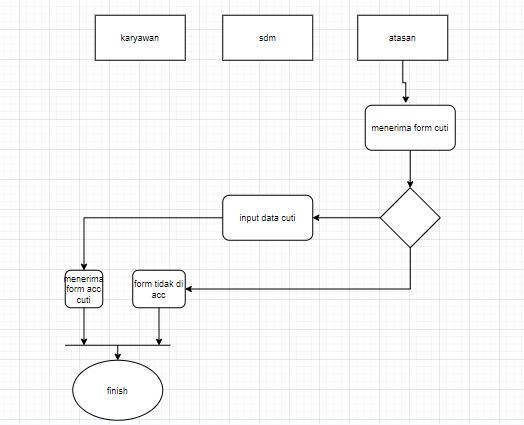 karyawan
sdm
atasan
menerima form cuti
input data cuti
menerima
form acc
cuti
form tidak di
acc
finish